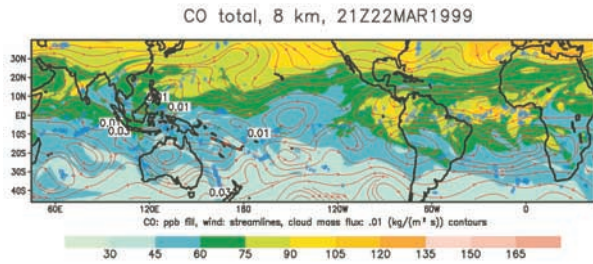 CO total, 8 km, 21Z22MAR1999
30N
20N
10N
EQ
10S
20S
30S
40S
0.01
0.01
0.03
0.01
0.03
60E 120E 180 120W 60W 0
CO: ppb fill, wind: streamlines, cloud mass flux: .01 (kg/(m² s)) contours
30 45 60 75 90 105 120 135 150 165